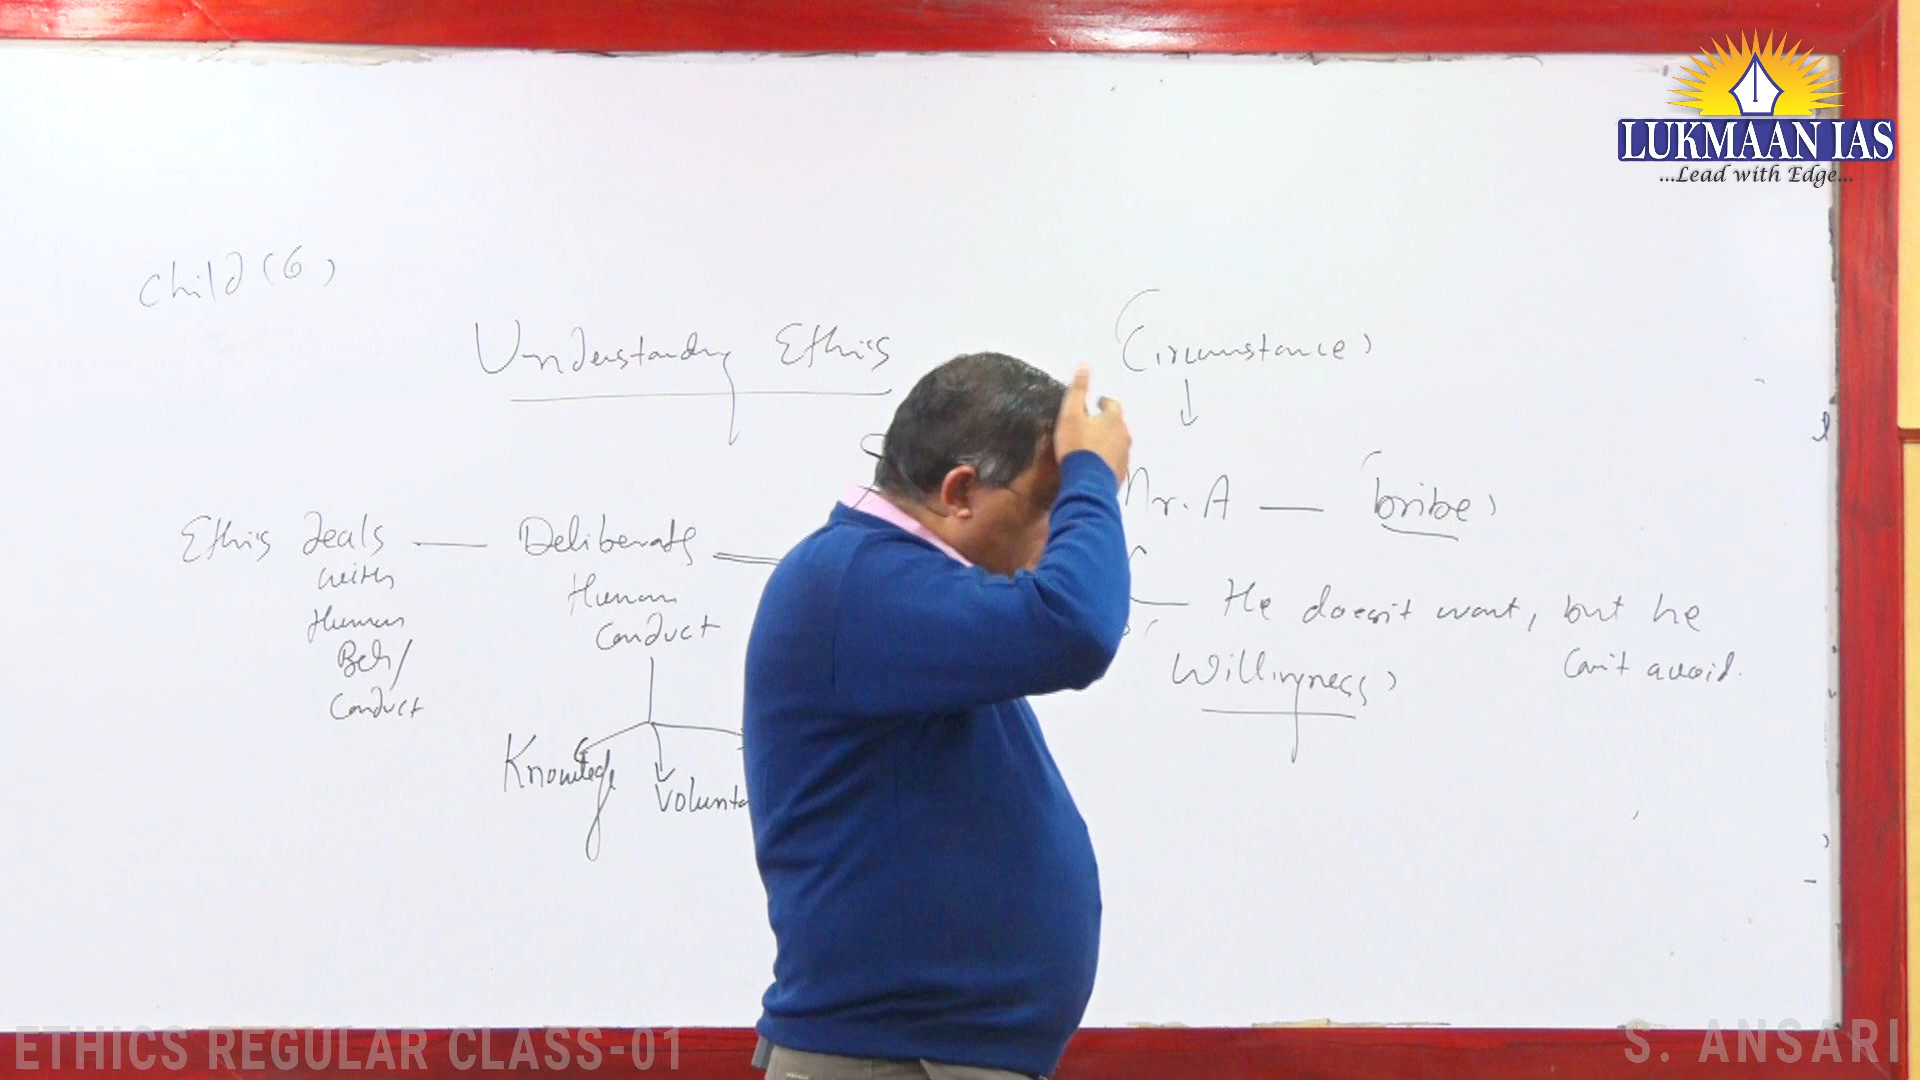 LUKMAAN IAS
...Lead with Edge...
Child (6)
Understanding Ethics
Circumstance
Mr. A — bribe
He doesn't want, but he
can't avoid.
Willingness
Ethics deals — Deliberate
with
Human
Beh/
Conduct
Human
Conduct
Knowledge
Volunta
ETHICS REGULAR CLASS-01
S. ANSARI